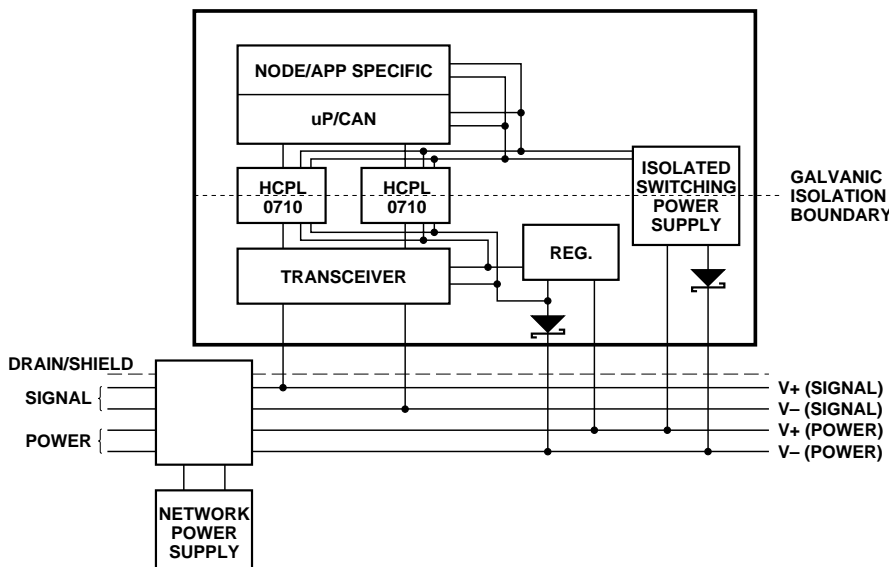 NODE/APP SPECIFIC
uP/CAN
HCPL
0710
HCPL
0710
ISOLATED
SWITCHING
POWER
SUPPLY
GALVANIC
ISOLATION
BOUNDARY
TRANSCEIVER
REG.
DRAIN/SHIELD
SIGNAL
POWER
V+ (SIGNAL)
V– (SIGNAL)
V+ (POWER)
V– (POWER)
NETWORK
POWER
SUPPLY